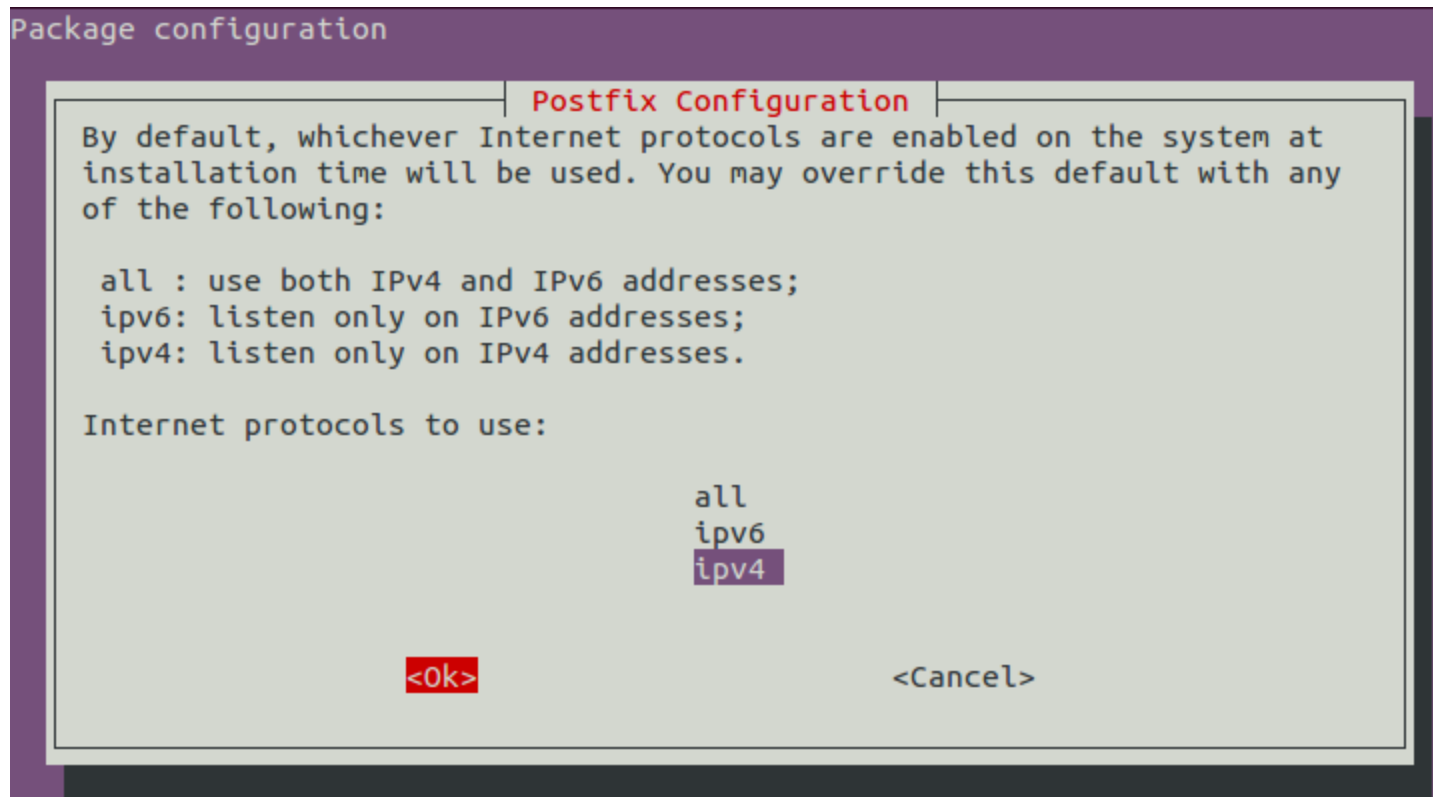 Package configuration
Postfix Configuration
By default, whichever Internet protocols are enabled on the system at
installation time will be used. You may override this default with any
of the following:
all : use both IPv4 and IPv6 addresses;
ipv6: listen only on IPv6 addresses;
ipv4: listen only on IPv4 addresses.
Internet protocols to use:
all
ipv6
ipv4
<Ok> <Cancel>